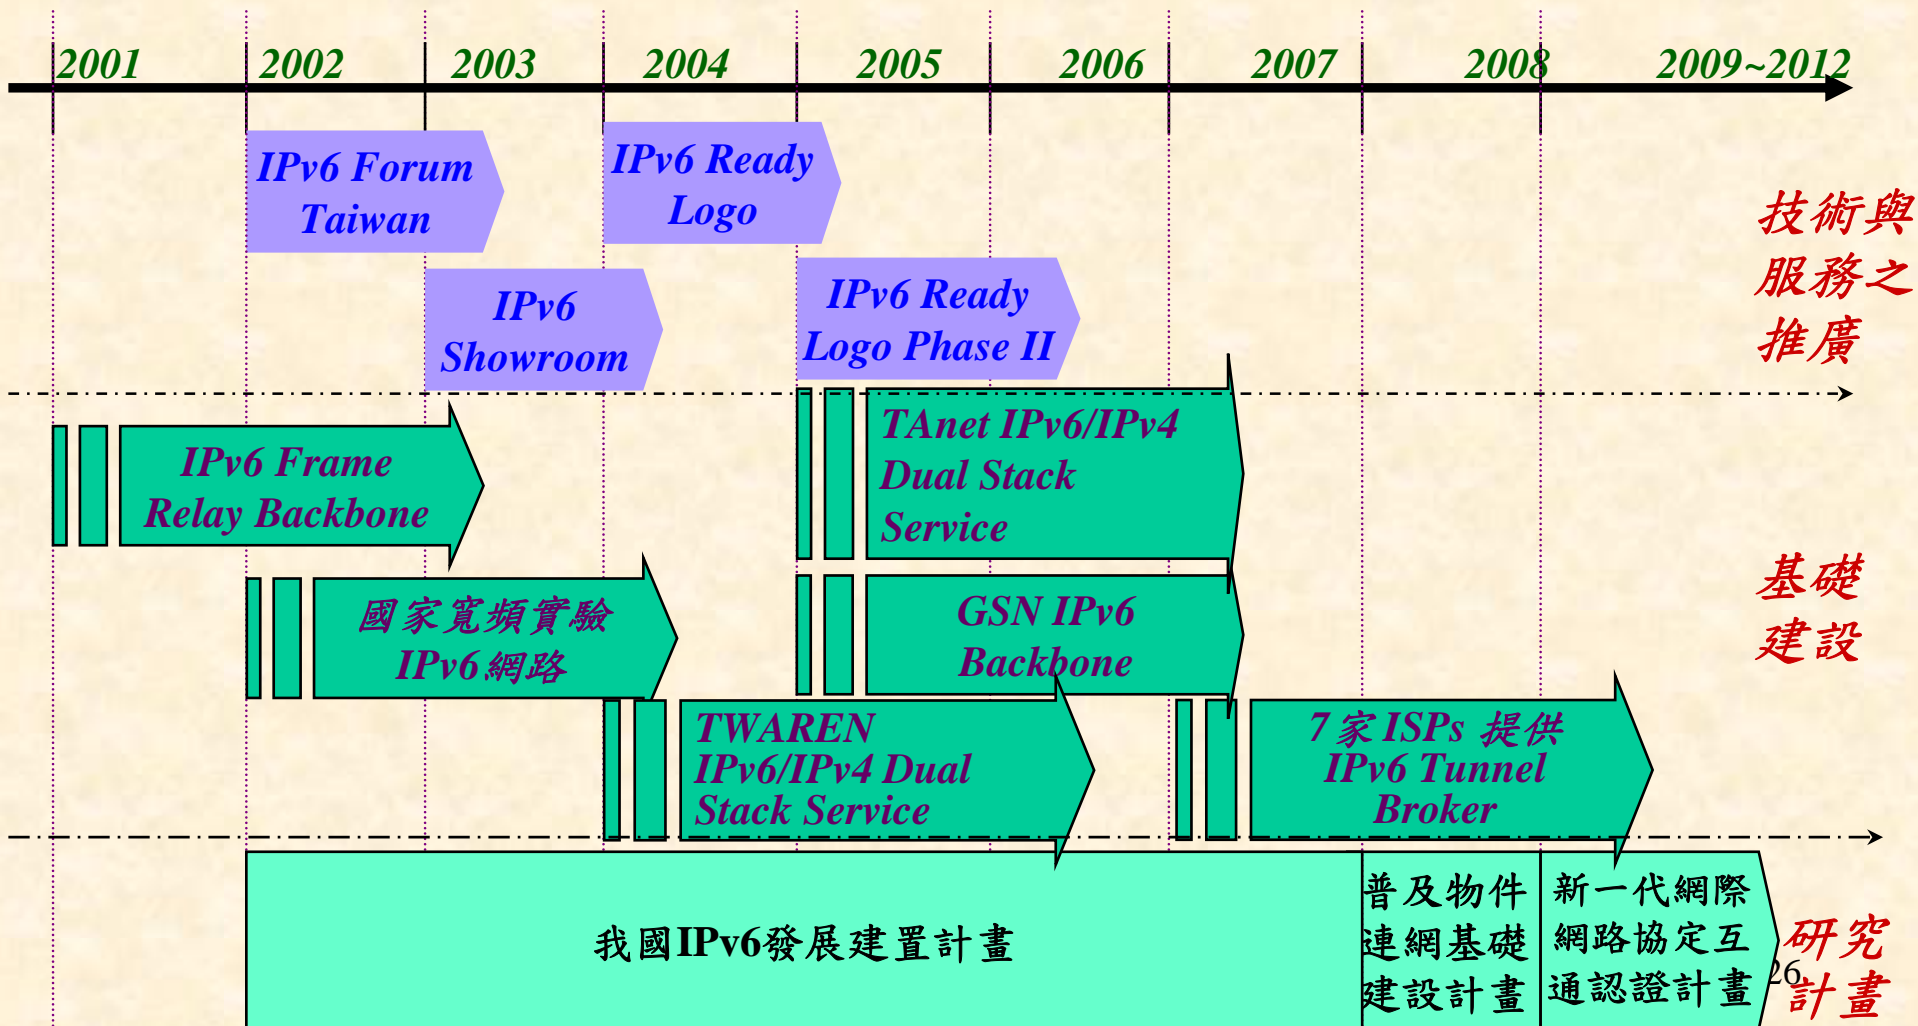 2001 2002 2003 2004 2005 2006 2007 2008 2009~2012
IPv6 Forum
Taiwan
IPv6 Ready
Logo
IPv6
Showroom
IPv6 Ready
Logo Phase II
技術與
服務之
推廣
IPv6 Frame
Relay Backbone
TAnet IPv6/IPv4
Dual Stack
Service
國家寬頻實驗
IPv6網路
GSN IPv6
Backbone
基礎
建設
TWAREN
IPv6/IPv4 Dual
Stack Service
7家ISPs 提供
IPv6 Tunnel
Broker
我國IPv6發展建置計畫
普及物件
連網基礎
建設計畫
新一代網際
網路協定互
通認證計畫
研究
計畫
26